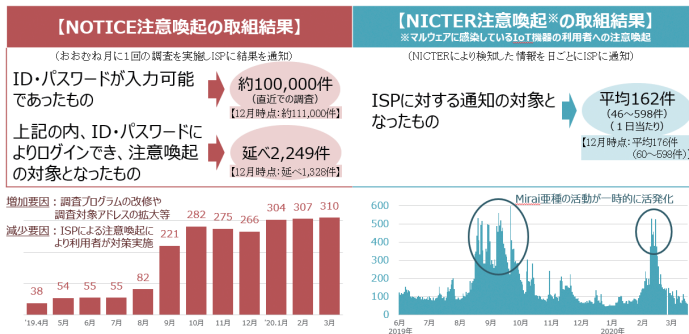 【NOTICE注意喚起の取組結果】
(おおむね月に1回の調査を実施しISPに結果を通知)
ID・パスワードが入力可能
であったもの
約100,000件
(直近での調査)
【12月時点：約111,000件】
上記の内、ID・パスワードに
よりログインでき、注意喚起
の対象となったもの
延べ2,249件
【12月時点：延べ1,328件】
増加要因：調査プログラムの改修や
調査対象アドレスの拡大等
減少要因：ISPによる注意喚起に
より利用者が対策実施
38
54
55
55
82
221
282
275
266
304
307
310
'19.4月
5月
6月
7月
8月
9月
10月
11月
12月
'20.1月
2月
3月
【NICTER注意喚起※の取組結果】
※マルウェアに感染しているIoT機器の利用者への注意喚起
(NICTERにより検知した情報を日ごとにISPに通知)
ISPに対する通知の対象と
なったもの
平均162件
(46～598件)
(１日当たり)
【12月時点：平均176件
(60～598件)】
Mirai亜種の活動が一時的に活発化
600
500
400
300
200
100
0
6月
7月
8月
9月
10月
11月
12月
1月
2月
3月
2019年
2020年